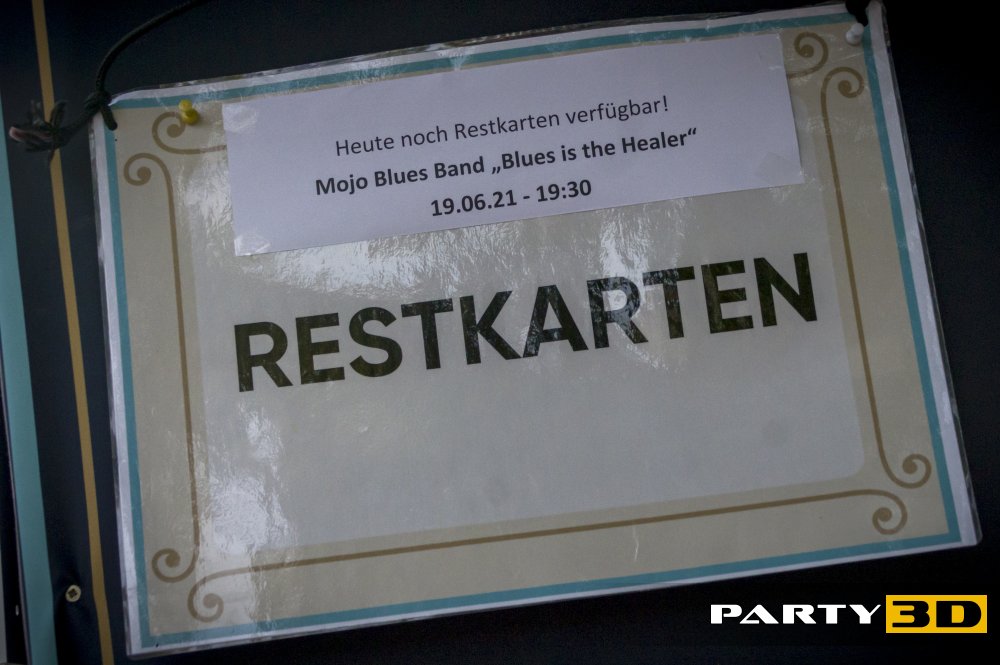 Heute noch Restkarten verfügbar!
Mojo Blues Band „Blues is the Healer“
19.06.21 - 19:30
RESTKARTEN
PARTY 3D